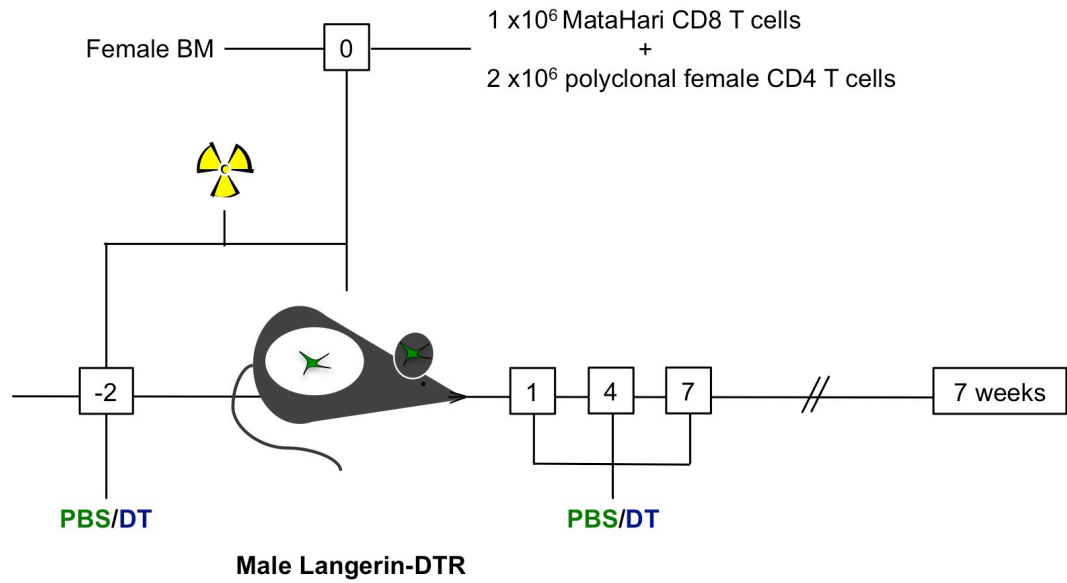 1 x10⁶ MataHari CD8 T cells
Female BM
0
+
2 x10⁶ polyclonal female CD4 T cells
-2
1
4
7
7 weeks
PBS/DT
PBS/DT
Male Langerin-DTR